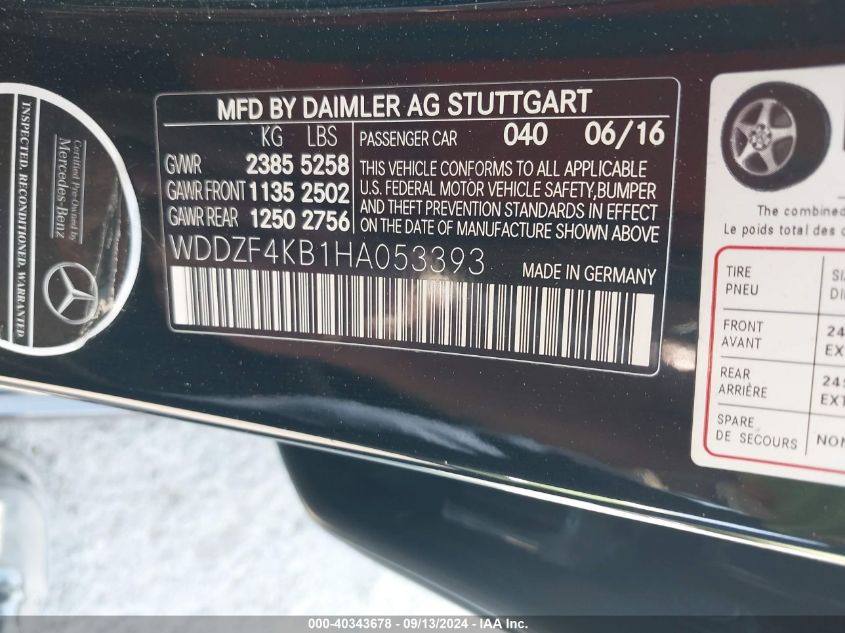 INSPECTED. RECONDITIONED. WARRANTED.
Certified Pre-Owned by
Mercedes-Benz
MFD BY DAIMLER AG STUTTGART
KG LBS
GVWR 2385 5258
GAWR FRONT 1135 2502
GAWR REAR 1250 2756
PASSENGER CAR 040 06/16
THIS VEHICLE CONFORMS TO ALL APPLICABLE
U.S. FEDERAL MOTOR VEHICLE SAFETY,BUMPER
AND THEFT PREVENTION STANDARDS IN EFFECT
ON THE DATE OF MANUFACTURE SHOWN ABOVE
WDDZF4KB1HA053393
MADE IN GERMANY
The combined
Le poids total des
TIRE
PNEU
FRONT
AVANT
REAR
ARRIÈRE
SPARE
DE SECOURS
000-40343678 - 09/13/2024 - IAA Inc.